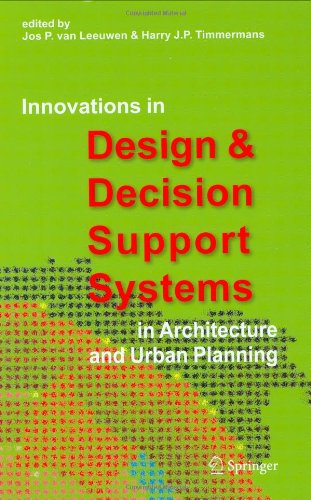 edited by
Jos P. van Leeuwen & Harry J.P. Timmermans
Innovations in
Design &
Decision
Support
Systems
in Architecture
and Urban Planning
Springer